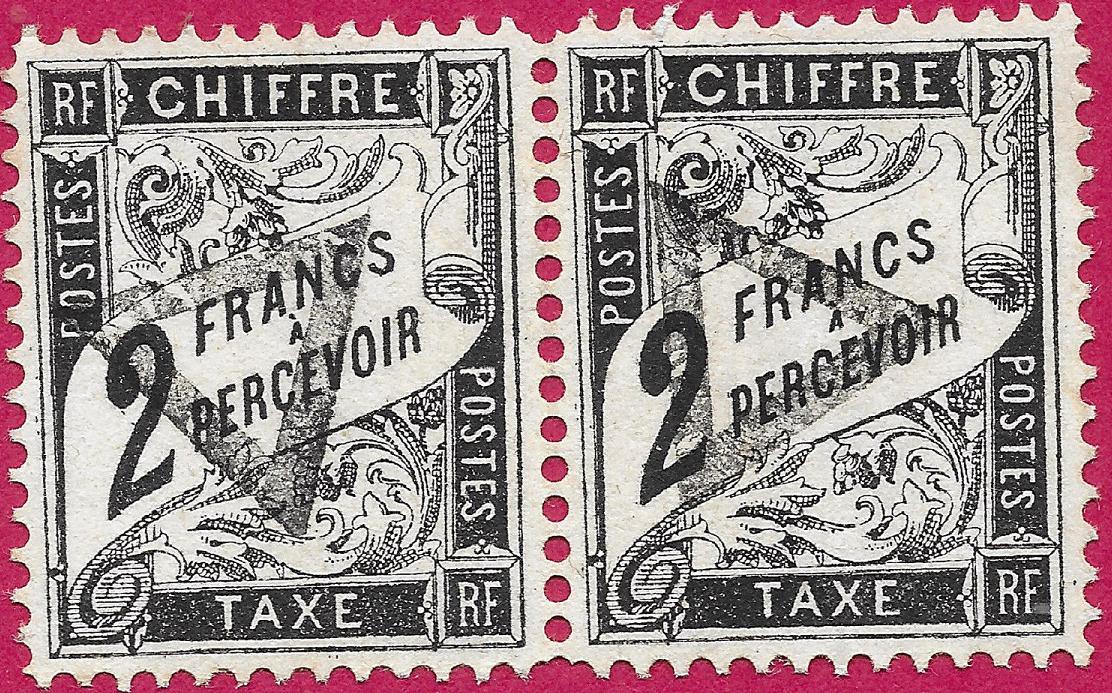 RF CHIFFRE
POSTES
2 FRANCS
À
PERCEVOIR
POSTES
TAXE RF
RF CHIFFRE
POSTES
2 FRANCS
À
PERCEVOIR
POSTES
TAXE RF